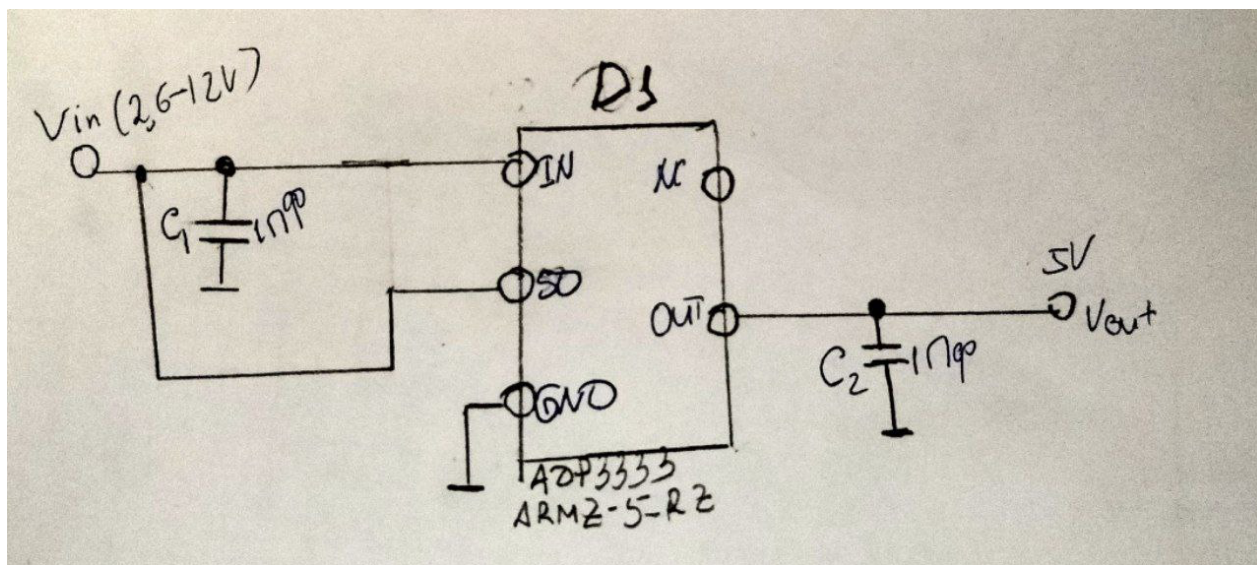 Vin (2,6-12V)
D1
IN
NC
C1
1пф
SD
5V
OUT
Vout
C2
1пф
GND
ADP3333
ARMZ-5-RZ